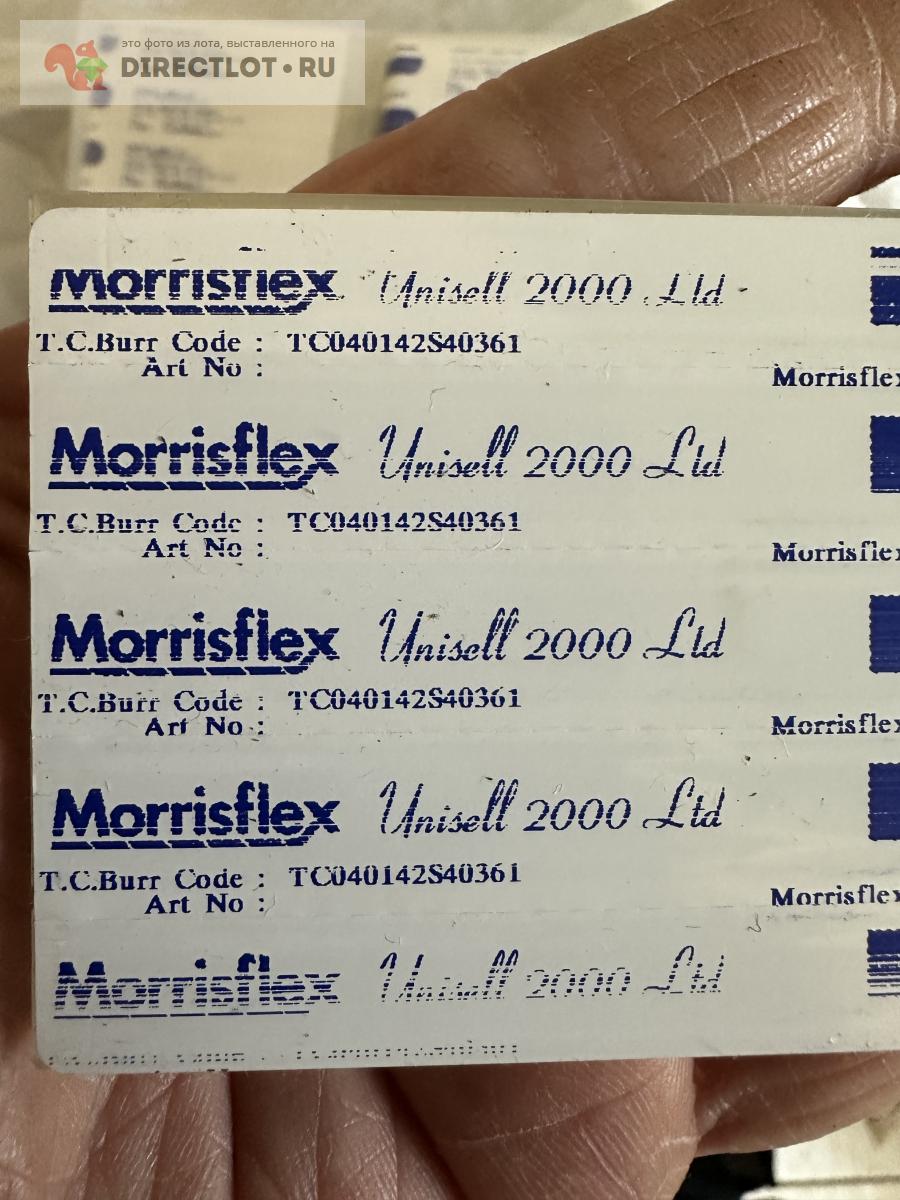 это фото из лота, выставленного на
DIRECTLOT•RU
Morrisflex Unisell 2000 Ltd
T.C.Burr Code : TC040142S40361
Art No :
Morrisflex
Morrisflex Unisell 2000 Ltd
T.C.Burr Code : TC040142S40361
Art No :
Morrisflex
Morrisflex Unisell 2000 Ltd
T.C.Burr Code : TC040142S40361
Art No :
Morrisflex
Morrisflex Unisell 2000 Ltd
T.C.Burr Code : TC040142S40361
Art No :
Morrisflex
Morrisflex Unisell 2000 Ltd